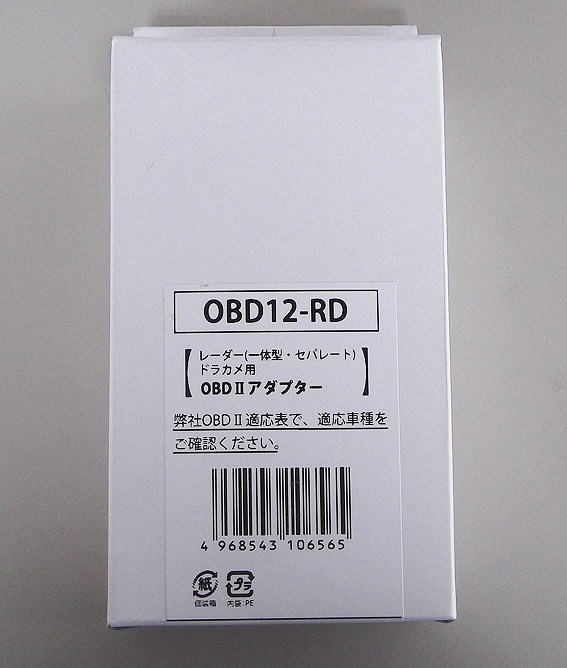 OBD12-RD
レーダー(一体型・セパレート)
ドラカメ用
OBDⅡアダプター
弊社OBDⅡ適応表で、適応車種を
ご確認ください。
4 968543 106565
紙 プラ
個装箱 内袋:PE